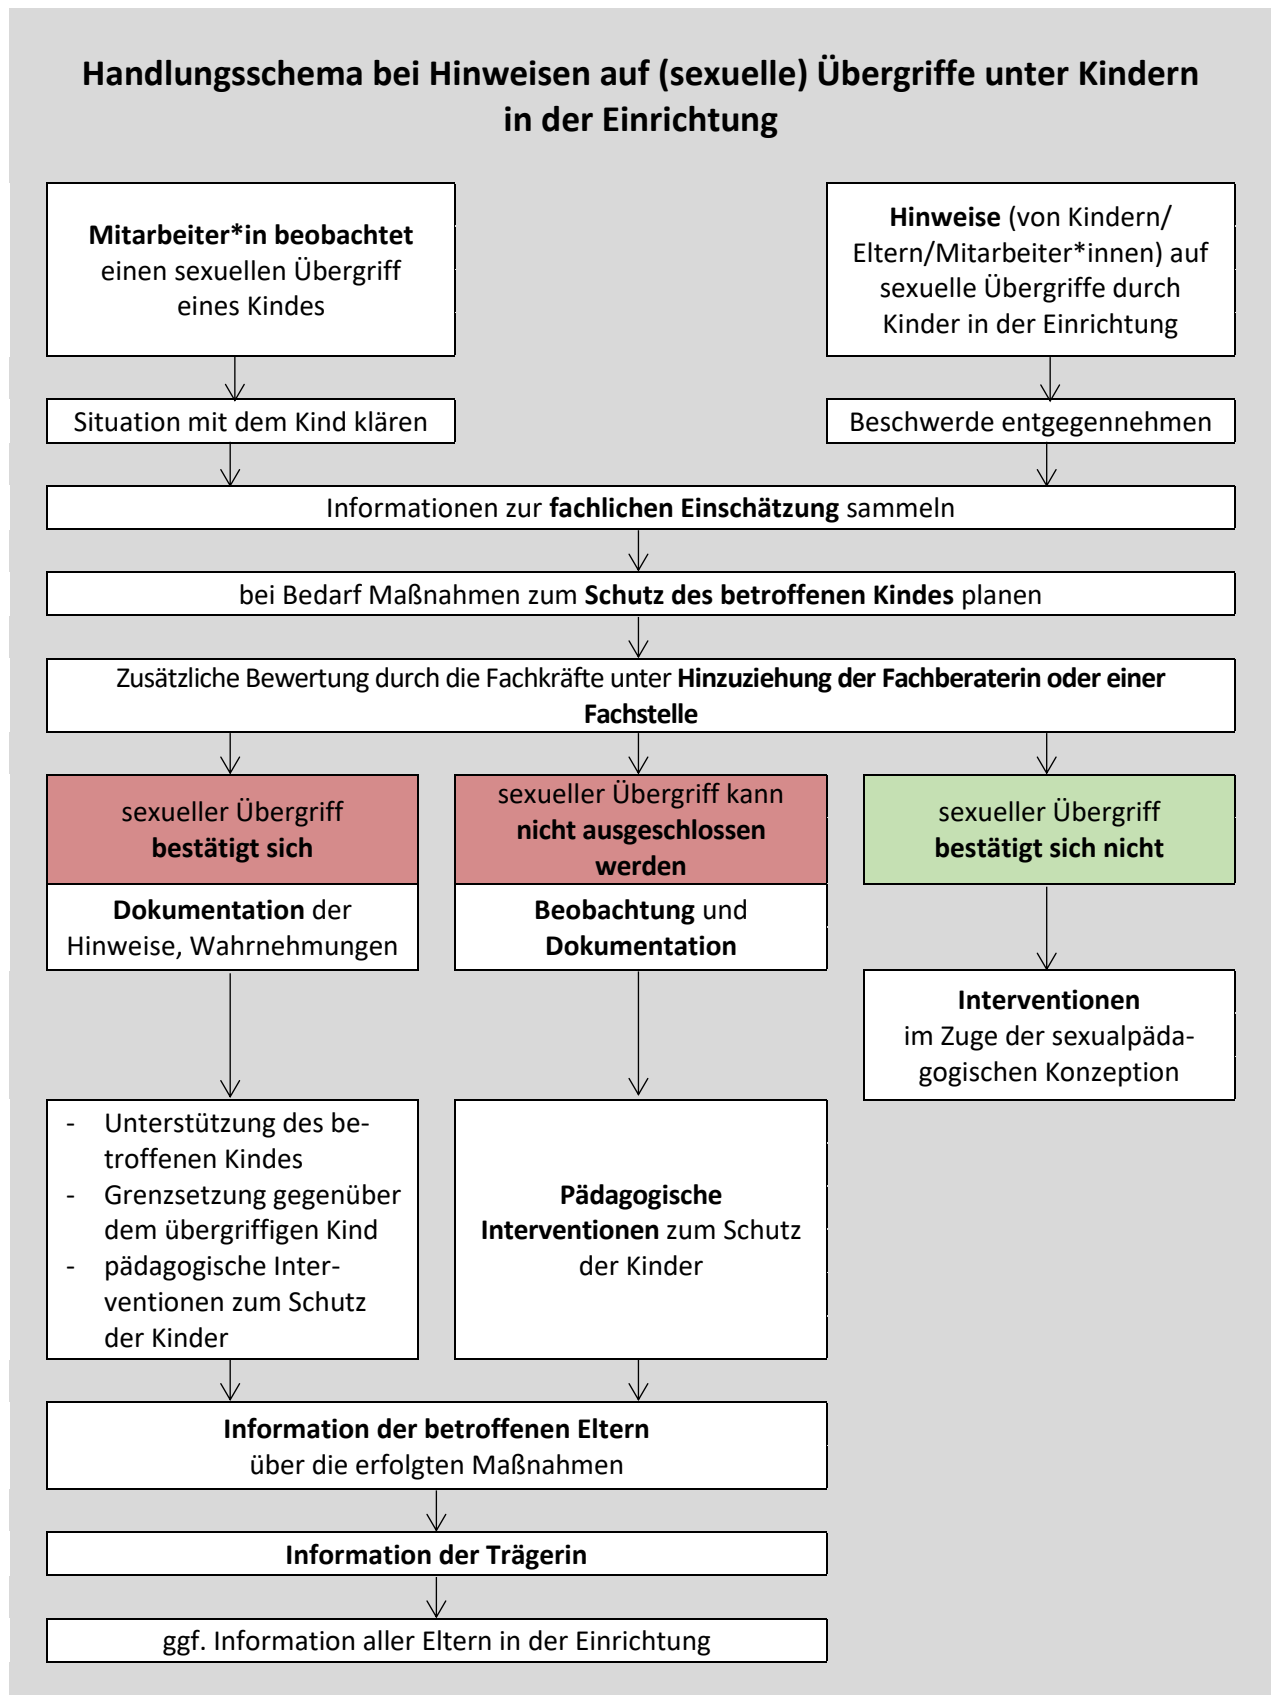 Handlungsschema bei Hinweisen auf (sexuelle) Übergriffe unter Kindern
in der Einrichtung
Mitarbeiter*in beobachtet
einen sexuellen Übergriff
eines Kindes
Hinweise (von Kindern/
Eltern/Mitarbeiter*innen) auf
sexuelle Übergriffe durch
Kinder in der Einrichtung
Situation mit dem Kind klären
Beschwerde entgegennehmen
Informationen zur fachlichen Einschätzung sammeln
bei Bedarf Maßnahmen zum Schutz des betroffenen Kindes planen
Zusätzliche Bewertung durch die Fachkräfte unter Hinzuziehung der Fachberaterin oder einer
Fachstelle
sexueller Übergriff
bestätigt sich
sexueller Übergriff kann
nicht ausgeschlossen
werden
sexueller Übergriff
bestätigt sich nicht
Dokumentation der
Hinweise, Wahrnehmungen
Beobachtung und
Dokumentation
Interventionen
im Zuge der sexualpäda-
gogischen Konzeption
- Unterstützung des be-
troffenen Kindes
- Grenzsetzung gegenüber
dem übergriffigen Kind
- pädagogische Inter-
ventionen zum Schutz
der Kinder
Pädagogische
Interventionen zum Schutz
der Kinder
Information der betroffenen Eltern
über die erfolgten Maßnahmen
Information der Trägerin
ggf. Information aller Eltern in der Einrichtung